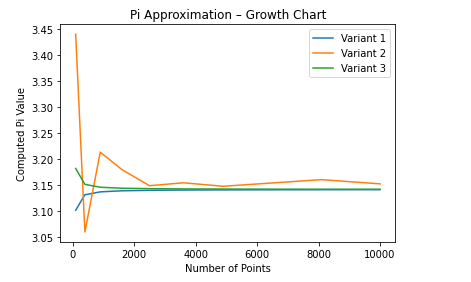 Pi Approximation – Growth Chart
Computed Pi Value
3.45
3.40
3.35
3.30
3.25
3.20
3.15
3.10
3.05
Variant 1
Variant 2
Variant 3
0
2000
4000
6000
8000
10000
Number of Points